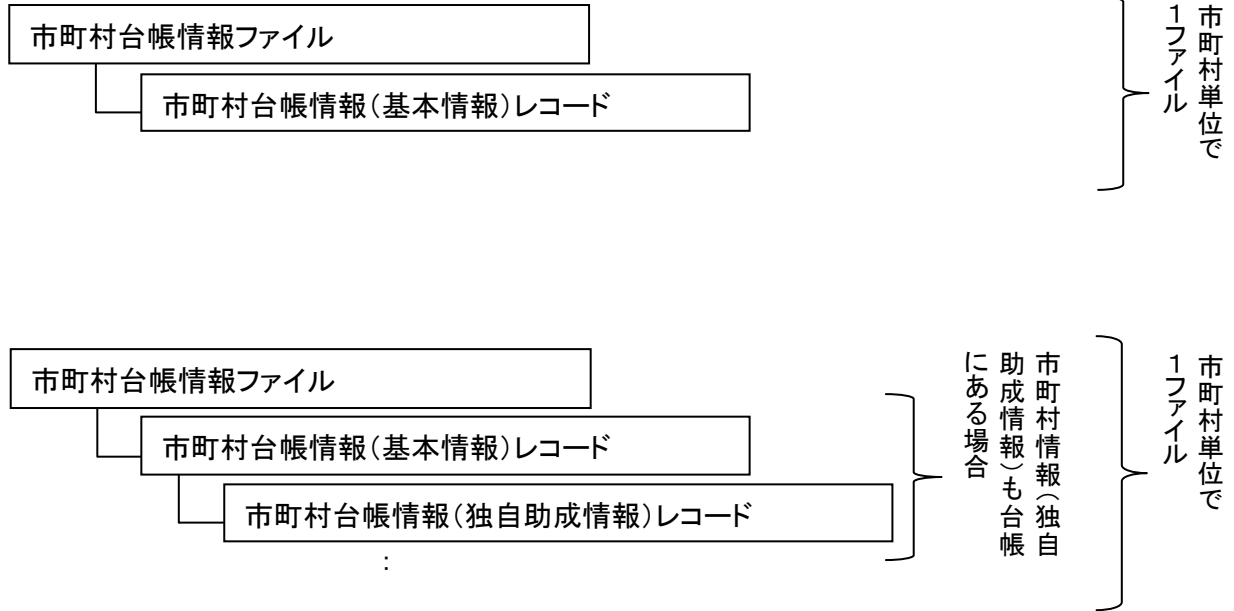 市町村台帳情報ファイル
市町村台帳情報（基本情報）レコード
市町村単位で
１ファイル
市町村台帳情報ファイル
市町村台帳情報（基本情報）レコード
市町村台帳情報（独自助成情報）レコード
：
市町村情報（独自
助成情報）も台帳
にある場合
市町村単位で
１ファイル